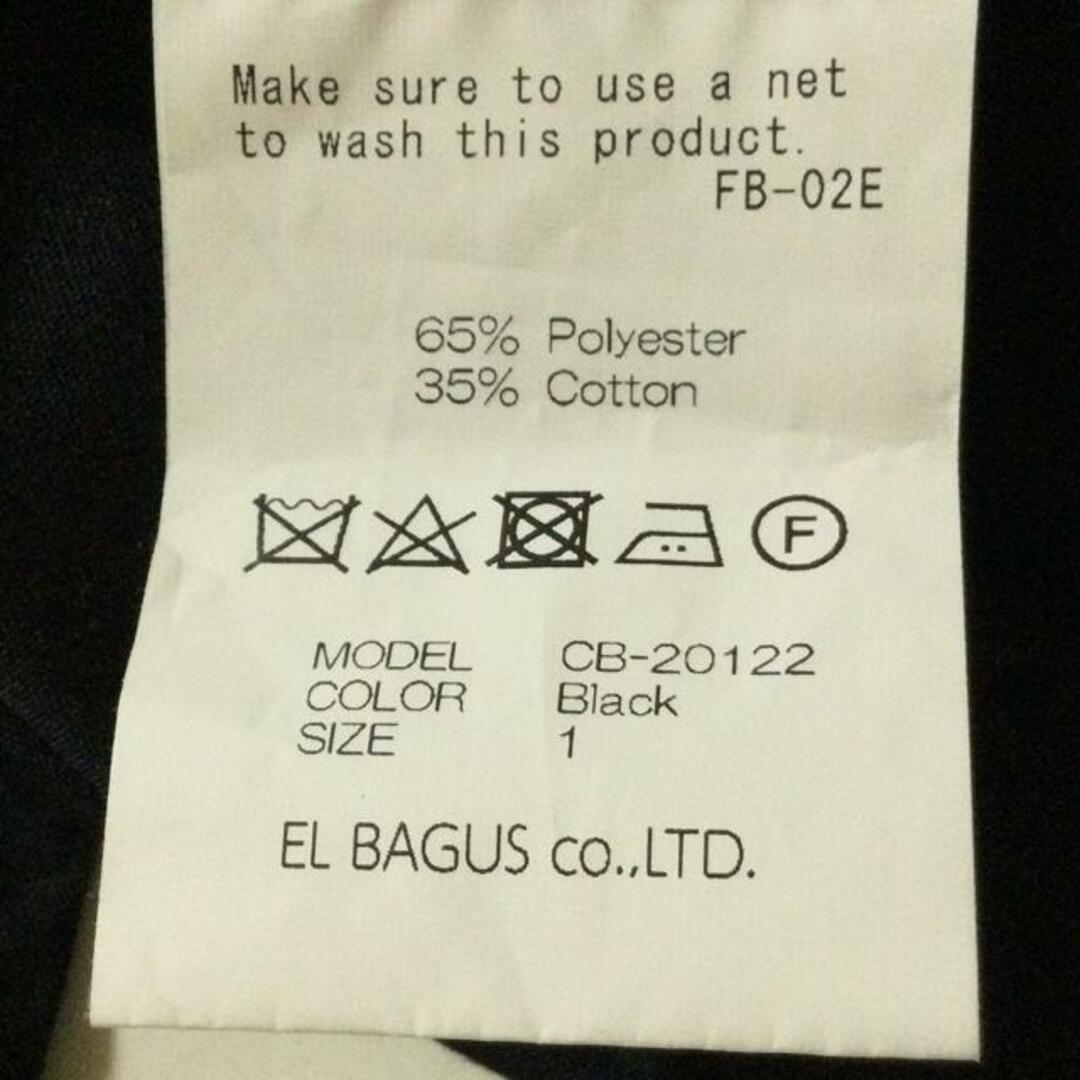 Make sure to use a net
to wash this product.
FB-02E
65% Polyester
35% Cotton
F
MODEL CB-20122
COLOR Black
SIZE 1
EL BAGUS co.,LTD.